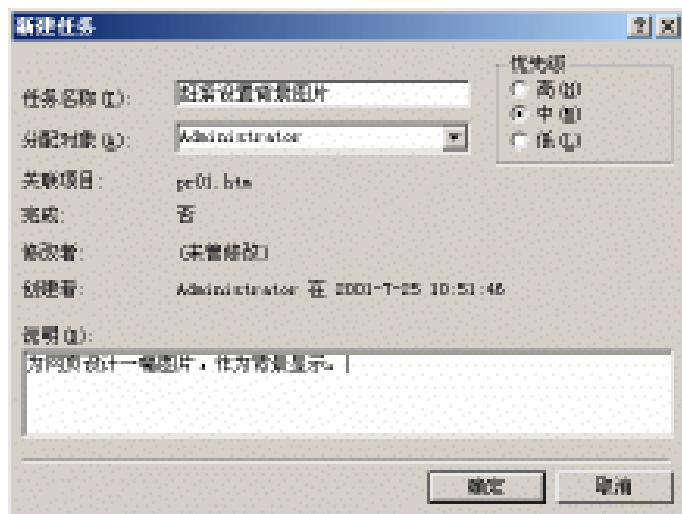 新建任务
任务名称(T):
设置背景图片
优先级
高(H)
中(M)
低(L)
分配对象(A):
Administrator
关联项目:
pr01.htm
完成:
否
修改者:
(未曾修改)
创建者:
Administrator 在 2001-7-25 10:51:46
说明(D):
为网页设计一幅图片，作为背景显示。
确定
取消